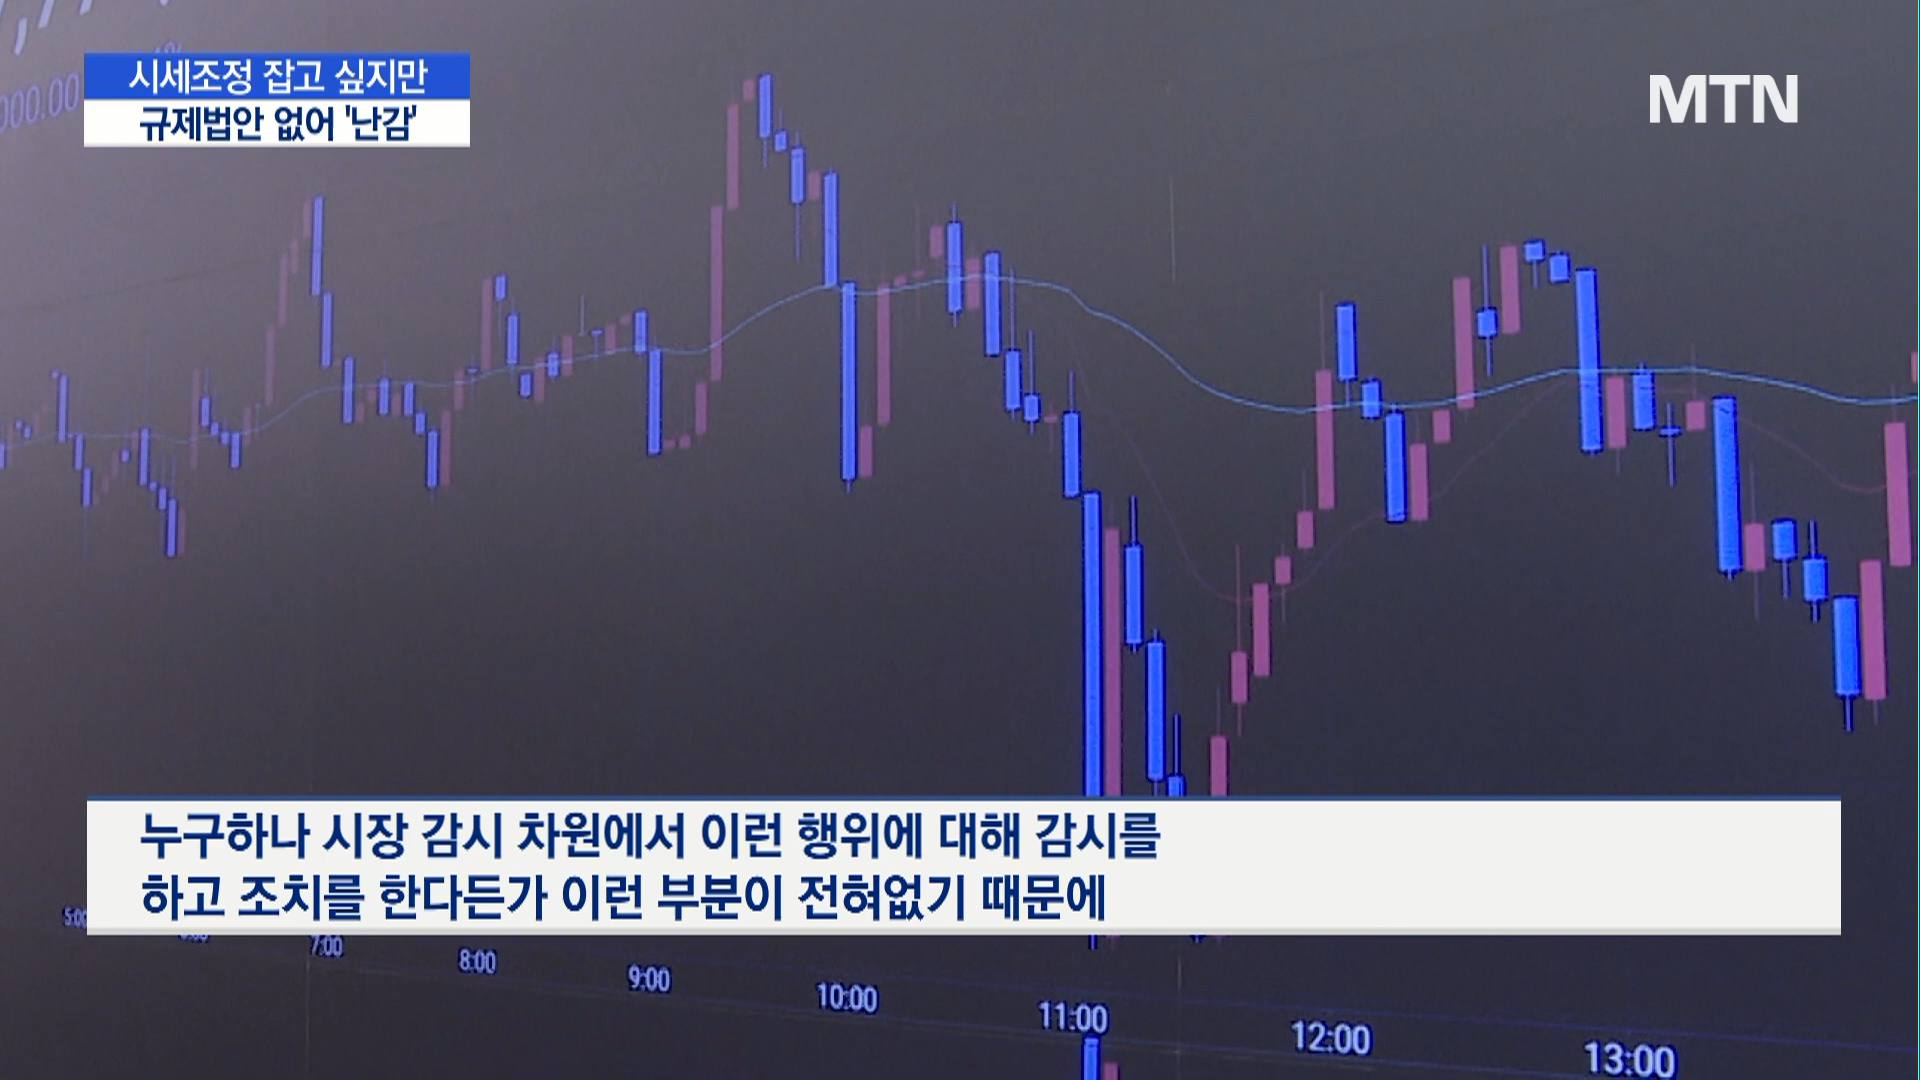 시세조정 잡고 싶지만
규제법안 없어 '난감'
MTN
000.00
누구하나 시장 감시 차원에서 이런 행위에 대해 감시를
하고 조치를 한다든가 이런 부분이 전혀없기 때문에
7:00
8:00
9:00
10:00
11:00
12:00
13:00